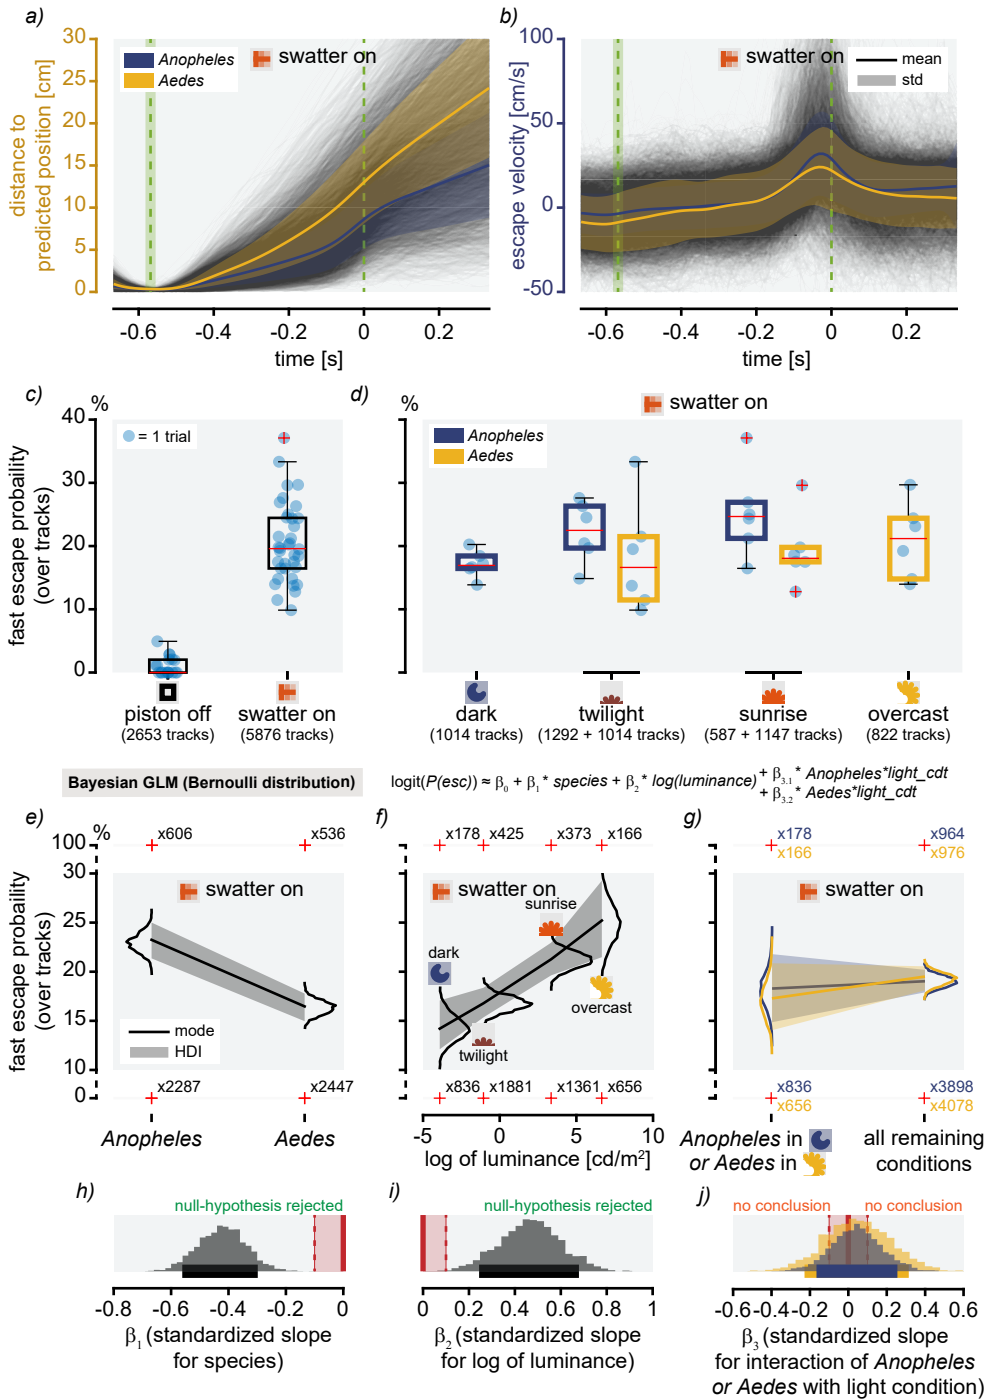 a)
30
25
20
15
10
5
0
distance to
predicted position [cm]
Anopheles
Aedes
swatter on
-0.6
-0.4
-0.2
0
0.2
time [s]
b)
100
50
0
-50
escape velocity [cm/s]
swatter on
mean
std
-0.6
-0.4
-0.2
0
0.2
time [s]
c)
%
40
30
20
10
0
fast escape probaility
(over tracks)
= 1 trial
piston off
(2653 tracks)
swatter on
(5876 tracks)
d)
%
swatter on
Anopheles
Aedes
dark
(1014 tracks)
twilight
(1292 + 1014 tracks)
sunrise
(587 + 1147 tracks)
overcast
(822 tracks)
Bayesian GLM (Bernoulli distribution)
logit(P(esc)) ≈ β0 + β1* species + β2* log(luminance) + β3.1* Anopheles*light_cdt
+ β3.2* Aedes*light_cdt
e)
%
100
30
25
20
15
10
0
fast escape probaility
(over tracks)
x606
x536
swatter on
mode
HDI
x2287
x2447
Anopheles
Aedes
f)
x178
x425
x373
x166
swatter on
sunrise
dark
overcast
twilight
x836
x1881
x1361
x656
-5
0
5
10
log of luminance [cd/m²]
g)
x178
x166
x964
x976
swatter on
x836
x656
x3898
x4078
Anopheles in
or Aedes in
all remaining
conditions
h)
null-hypothesis rejected
-0.8
-0.6
-0.4
-0.2
0
β1 (standardized slope
for species)
i)
null-hypothesis rejected
0
0.2
0.4
0.6
0.8
1
β2 (standardized slope
for log of luminance)
j)
no conclusion
no conclusion
-0.6
-0.4
-0.2
0
0.2
0.4
0.6
β3 (standardized slope
for interaction of Anopheles
or Aedes with light condition)